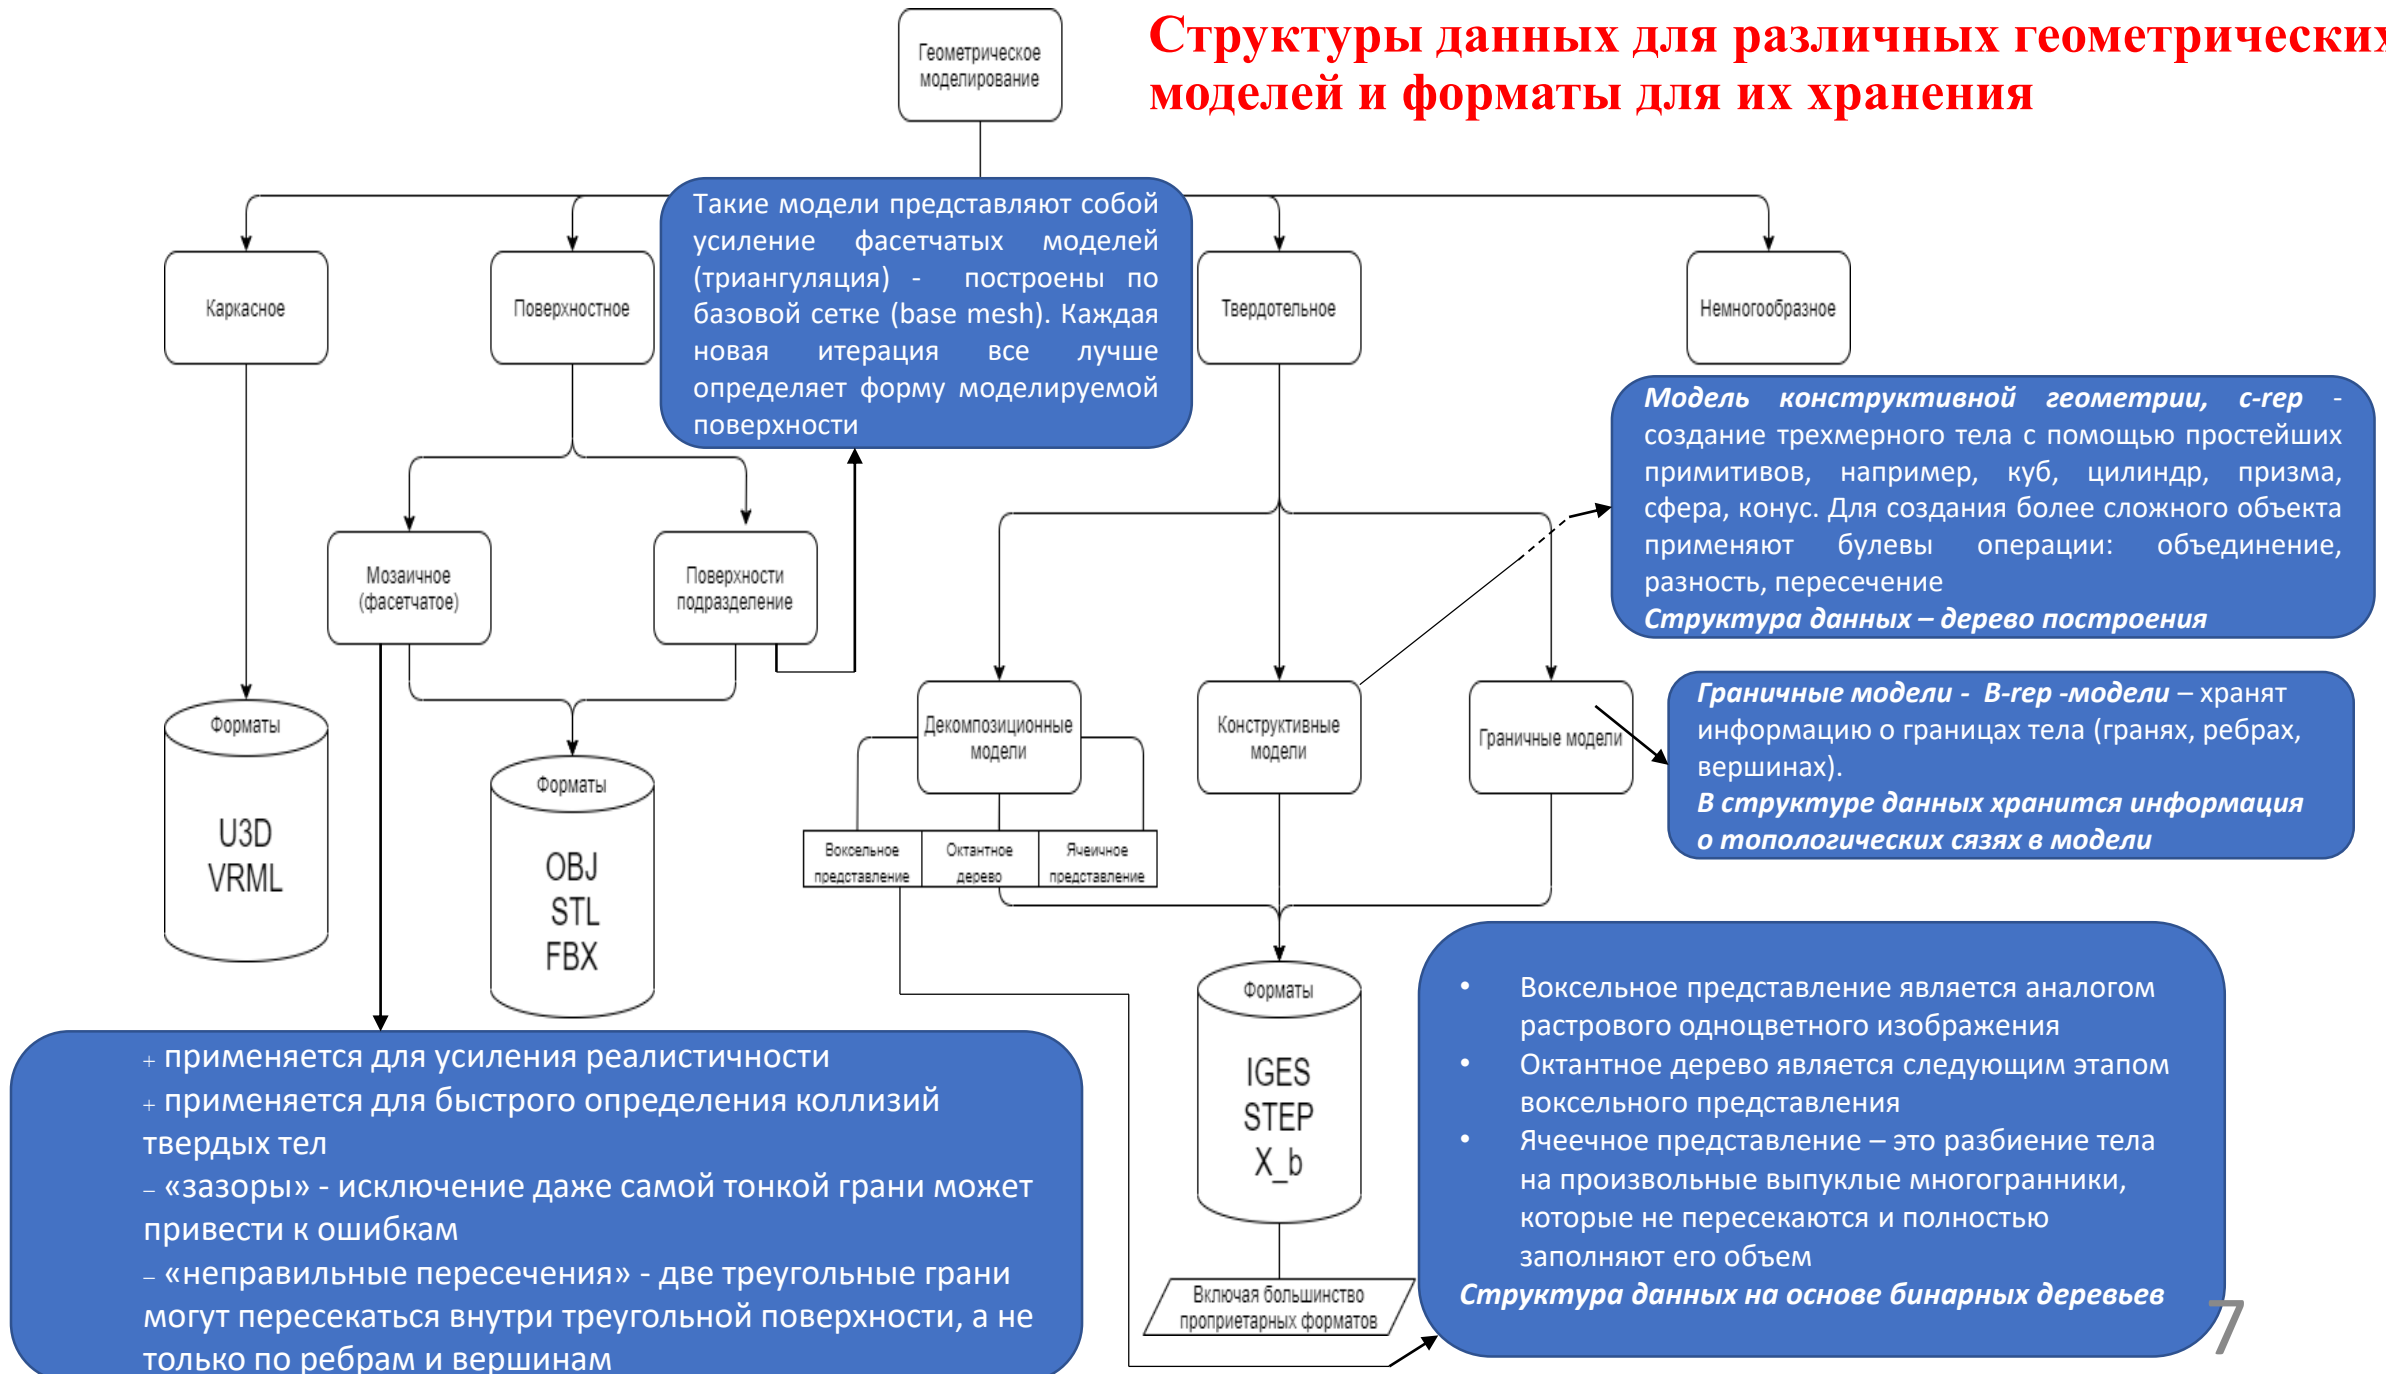 Структуры данных для различных геометрических
моделей и форматы для их хранения
Геометрическое
моделирование
Такие модели представляют собой
усиление фасетчатых моделей
(триангуляция) - построены по
базовой сетке (base mesh). Каждая
новая итерация все лучше
определяет форму моделируемой
поверхности
Каркасное
Поверхностное
Твердотельное
Немногообразное
Модель конструктивной геометрии, c-rep -
создание трехмерного тела с помощью простейших
примитивов, например, куб, цилиндр, призма,
сфера, конус. Для создания более сложного объекта
применяют булевы операции: объединение,
разность, пересечение
Структура данных – дерево построения
Мозаичное
(фасетчатое)
Поверхности
подразделение
Декомпозиционные
модели
Конструктивные
модели
Граничные модели
Граничные модели - B-rep -модели – хранят
информацию о границах тела (гранях, ребрах,
вершинах).
В структуре данных хранится информация
о топологических сязях в модели
Форматы
U3D
VRML
Форматы
OBJ
STL
FBX
Воксельное
представление
Октантное
дерево
Ячеичное
представление
Форматы
IGES
STEP
X_b
Включая большинство
проприетарных форматов
+ применяется для усиления реалистичности
+ применяется для быстрого определения коллизий
твердых тел
– «зазоры» - исключение даже самой тонкой грани может
привести к ошибкам
– «неправильные пересечения» - две треугольные грани
могут пересекаться внутри треугольной поверхности, а не
только по ребрам и вершинам
• Воксельное представление является аналогом
растрового одноцветного изображения
• Октантное дерево является следующим этапом
воксельного представления
• Ячеечное представление – это разбиение тела
на произвольные выпуклые многогранники,
которые не пересекаются и полностью
заполняют его объем
Структура данных на основе бинарных деревьев
7